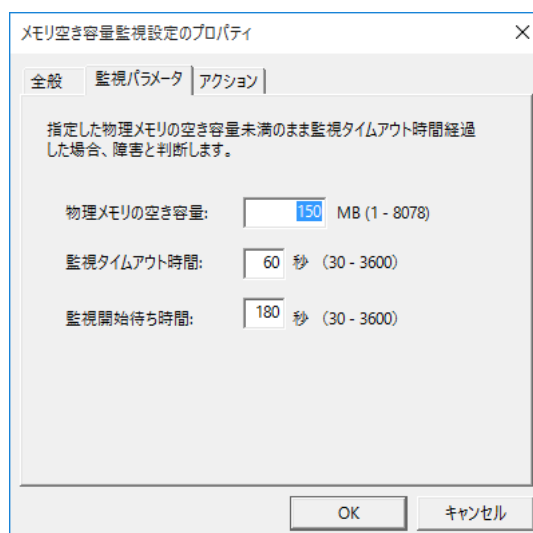 メモリ空き容量監視設定のプロパティ
全般 監視パラメータ アクション
指定した物理メモリの空き容量未満のまま監視タイムアウト時間経過
した場合、障害と判断します。
物理メモリの空き容量: 150 MB (1 - 8078)
監視タイムアウト時間: 60 秒 (30 - 3600)
監視開始待ち時間: 180 秒 (30 - 3600)
OK キャンセル